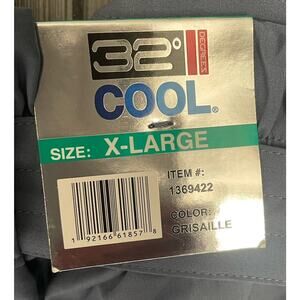 32°
DEGREES
COOL®
SIZE: X-LARGE
ITEM #:
1369422
COLOR:
GRISAILLE
1 92166 61857 8